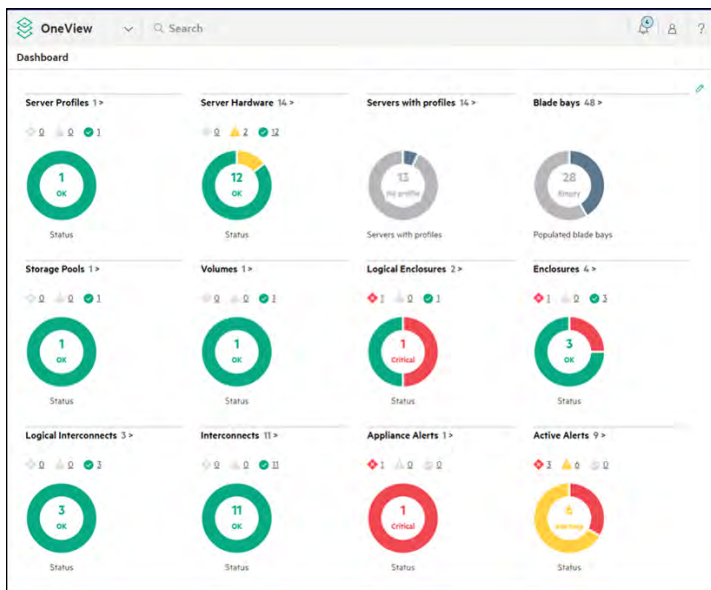 OneView
Search
4
?
Dashboard
Server Profiles 1 >
Server Hardware 14 >
Servers with profiles 14 >
Blade bays 48 >
0 0 1
0 2 12
1
OK
12
OK
13
No profile
28
Empty
Status
Status
Servers with profiles
Populated blade bays
Storage Pools 1 >
Volumes 1 >
Logical Enclosures 2 >
Enclosures 4 >
0 0 1
0 0 1
1 0 1
1 0 3
1
OK
1
OK
1
Critical
3
OK
Status
Status
Status
Status
Logical Interconnects 3 >
Interconnects 11 >
Appliance Alerts 1 >
Active Alerts 9 >
0 0 3
0 0 11
1 0 0
3 6 0
3
OK
11
OK
1
Critical
6
Warning
Status
Status
Status
Status